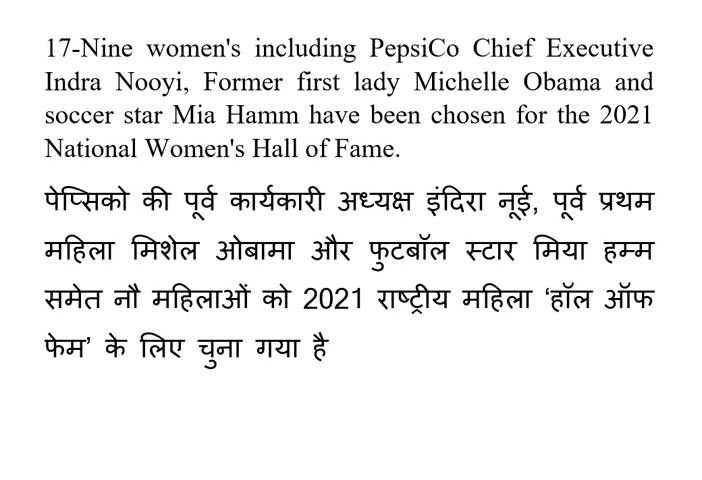 17-Nine women's including PepsiCo Chief Executive
Indra Nooyi, Former first lady Michelle Obama and
soccer star Mia Hamm have been chosen for the 2021
National Women's Hall of Fame.
पेप्सिको की पूर्व कार्यकारी अध्यक्ष इंदिरा नूई, पूर्व प्रथम
महिला मिशेल ओबामा और फुटबॉल स्टार मिया हम्म
समेत नौ महिलाओं को 2021 राष्ट्रीय महिला ‘हॉल ऑफ
फेम’ के लिए चुना गया है